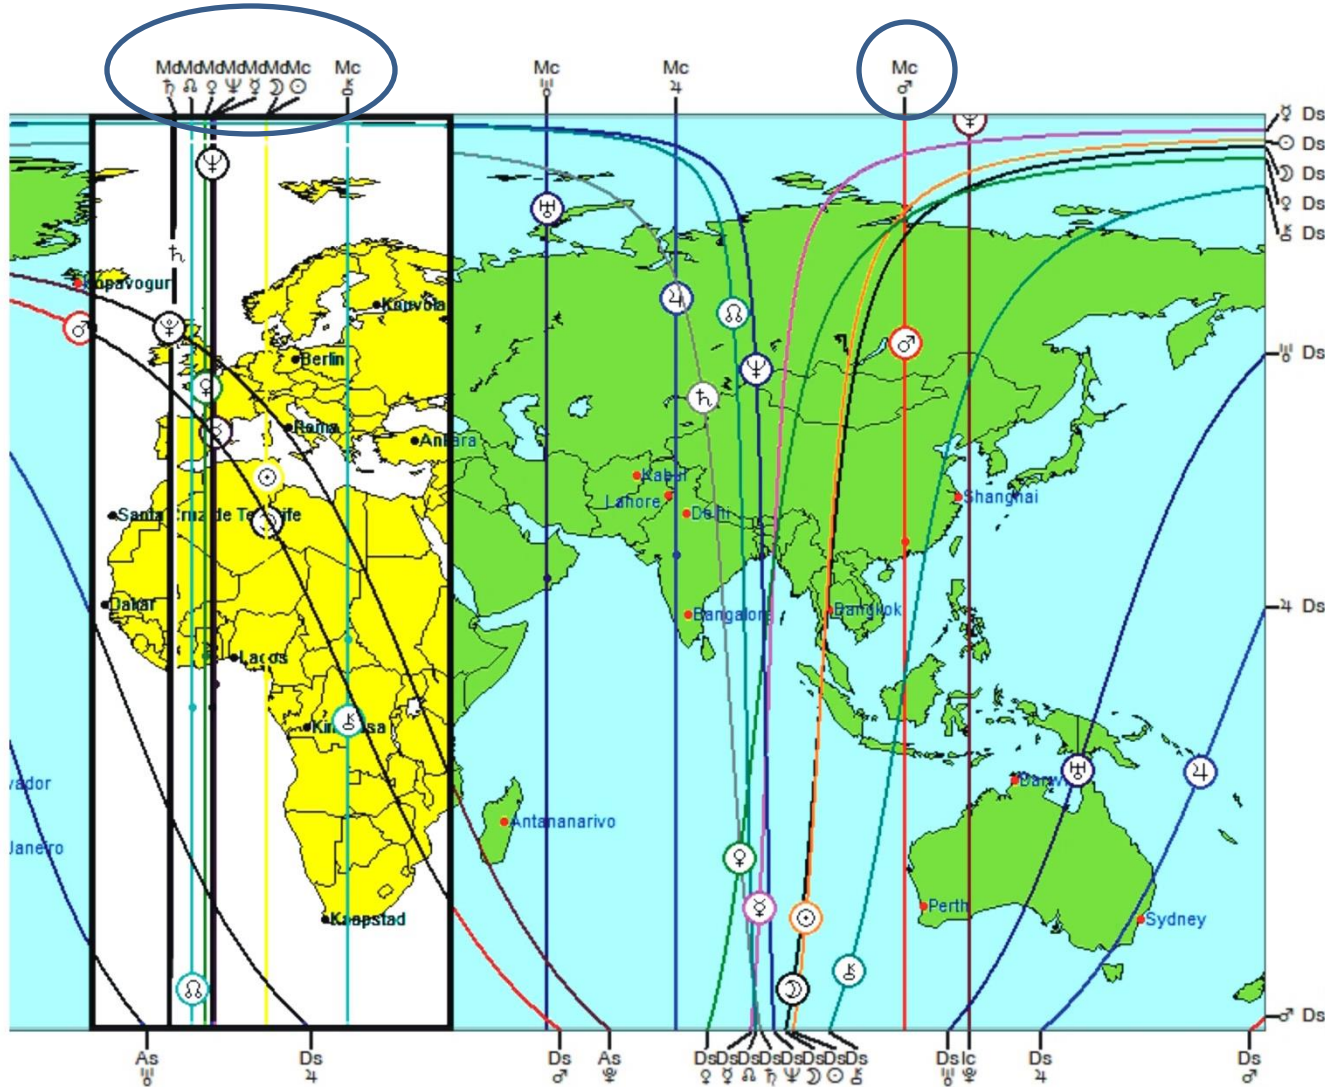 Mc Mc Mc Mc Mc Mc Mc Mc Mc Mc Mc
♄ ☊ ♀ ♆ ☿ ☽ ☉ ⚷ ♅ ♃ ♂
☿ Ds
☉ Ds
☽ Ds
♀ Ds
⚷ Ds
Kopavogur
Kouvola
Berlin
♅ Ds
Roma
Ankara
Kabul
Lahore
Shanghai
Santa Cruz de Tenerife
Delhi
Dakar
Bangalore
Bangkok
♃ Ds
Lagos
Kinshasa
vador
Darw
Antananarivo
Janeiro
Perth
Kaapstad
Sydney
♂ Ds
As Ds Ds As Ds Ds Ds Ds Ds Ds Ds Ds Ds Ic Ds Ds
♅ ♃ ♂ ♀ ☿ ☊ ♄ ♆ ☽ ☉ ⚷ ♅ ♃ ♂